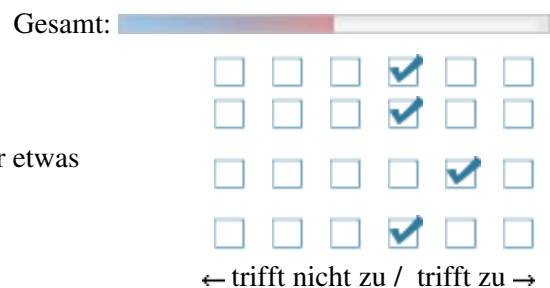 Gesamt:
r etwas
← trifft nicht zu / trifft zu →